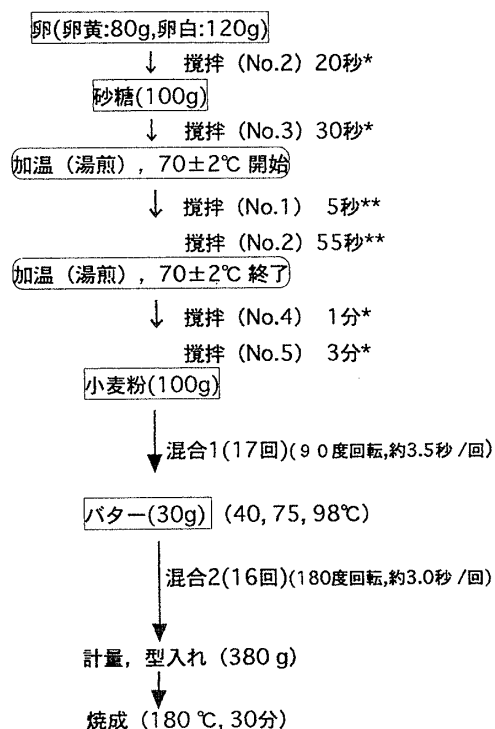 卵(卵黄:80g,卵白:120g)
↓ 攪拌（No.2）20秒*
砂糖(100g)
↓ 攪拌（No.3）30秒*
加温（湯煎）, 70±2℃ 開始
↓ 攪拌（No.1） 5秒**
攪拌（No.2）55秒**
加温（湯煎）, 70±2℃ 終了
↓ 攪拌（No.4） 1分*
攪拌（No.5） 3分*
小麦粉(100g)
混合1(17回)(９０度回転,約3.5秒/回)
バター(30g)（40, 75, 98℃）
混合2(16回)(180度回転,約3.0秒/回)
計量，型入れ（380 g）
焼成（180 ℃, 30分）